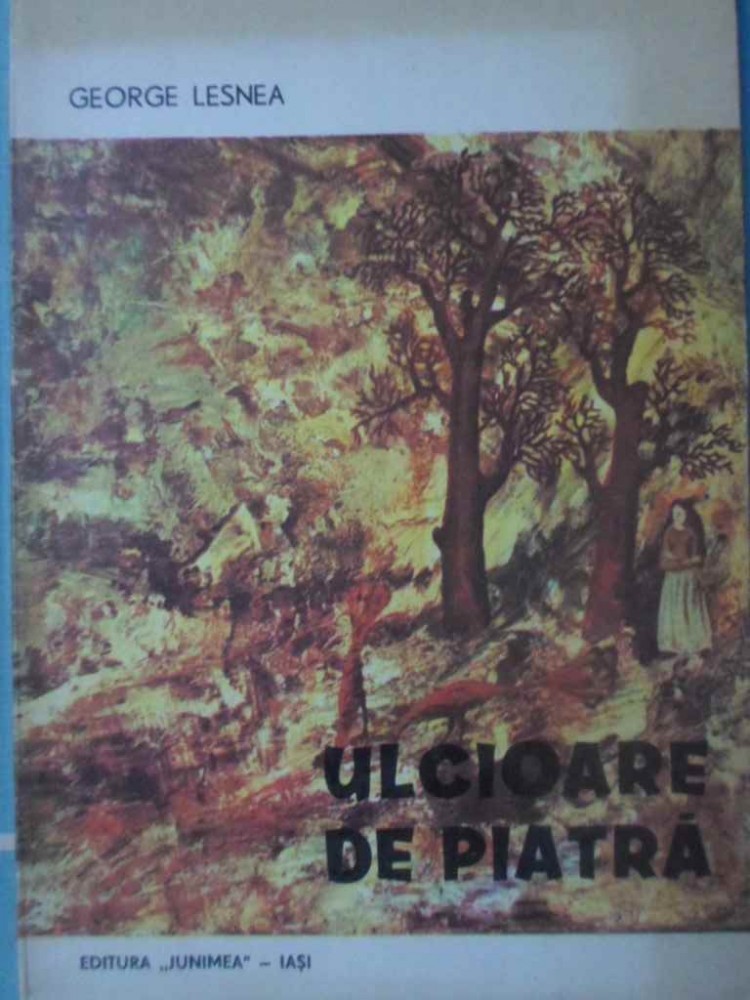 GEORGE LESNEA
ULCIOARE
DE PIATRĂ
EDITURA „JUNIMEA" – IAȘI